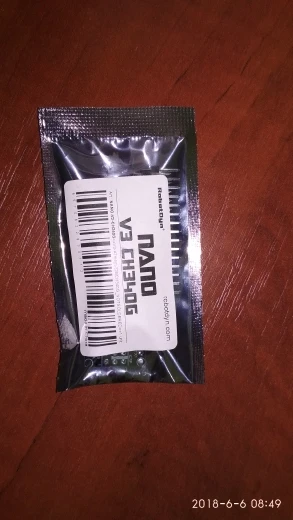 RobotDyn
NANO
V3 CH340G
robotdyn.com
2018-6-6 08:49